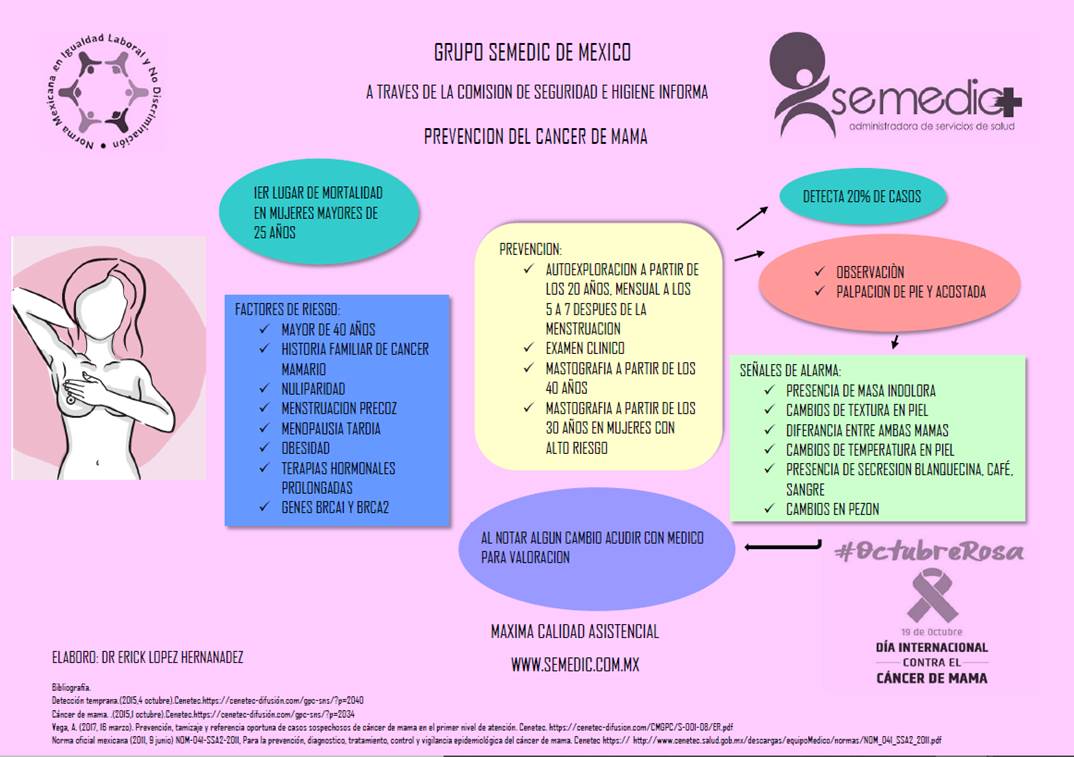 Norma Mexicana en Igualdad Laboral y No Discriminación
GRUPO SEMEDIC DE MEXICO
A TRAVES DE LA COMISION DE SEGURIDAD E HIGIENE INFORMA
PREVENCION DEL CANCER DE MAMA
semedic
administradora de servicios de salud
1ER LUGAR DE MORTALIDAD
EN MUJERES MAYORES DE
25 AÑOS
FACTORES DE RIESGO:
✓ MAYOR DE 40 AÑOS
✓ HISTORIA FAMILIAR DE CANCER
MAMARIO
✓ NULIPARIDAD
✓ MENSTRUACION PRECOZ
✓ MENOPAUSIA TARDIA
✓ OBESIDAD
✓ TERAPIAS HORMONALES
PROLONGADAS
✓ GENES BRCA1 Y BRCA2
PREVENCION:
✓ AUTOEXPLORACION A PARTIR DE
LOS 20 AÑOS, MENSUAL A LOS
5 A 7 DESPUES DE LA
MENSTRUACION
✓ EXAMEN CLINICO
✓ MASTOGRAFIA A PARTIR DE LOS
40 AÑOS
✓ MASTOGRAFIA A PARTIR DE LOS
30 AÑOS EN MUJERES CON
ALTO RIESGO
DETECTA 20% DE CASOS
✓ OBSERVACIÒN
✓ PALPACION DE PIE Y ACOSTADA
SEÑALES DE ALARMA:
✓ PRESENCIA DE MASA INDOLORA
✓ CAMBIOS DE TEXTURA EN PIEL
✓ DIFERANCIA ENTRE AMBAS MAMAS
✓ CAMBIOS DE TEMPERATURA EN PIEL
✓ PRESENCIA DE SECRESION BLANQUECINA, CAFÉ,
SANGRE
✓ CAMBIOS EN PEZON
AL NOTAR ALGUN CAMBIO ACUDIR CON MEDICO
PARA VALORACION
#OctubreRosa
19 de Octubre
DÍA INTERNACIONAL
CONTRA EL
CÁNCER DE MAMA
MAXIMA CALIDAD ASISTENCIAL
WWW.SEMEDIC.COM.MX
ELABORO: DR ERICK LOPEZ HERNANADEZ
Bibliografía.
Detección temprana.(2015,4 octubre).Cenetec.https://cenetec-difusión.com/gpc-sns/?p=2040
Cáncer de mama. .(2015,1 octubre).Cenetec.https://cenetec-difusión.com/gpc-sns/?p=2034
Vega, A. (2017, 16 marzo). Prevención, tamizaje y referencia oportuna de casos sospechosos de cáncer de mama en el primer nivel de atención. Cenetec. https://cenetec-difusion.com/CMGPC/S-001-08/ER.pdf
Norma oficial mexicana (2011, 9 junio) NOM-041-SSA2-2011, Para la prevención, diagnostico, tratamiento, control y vigilancia epidemiológica del cáncer de mama. Cenetec https:// http://www.cenetec.salud.gob.mx/descargas/equipoMedico/normas/NOM_041_SSA2_2011.pdf